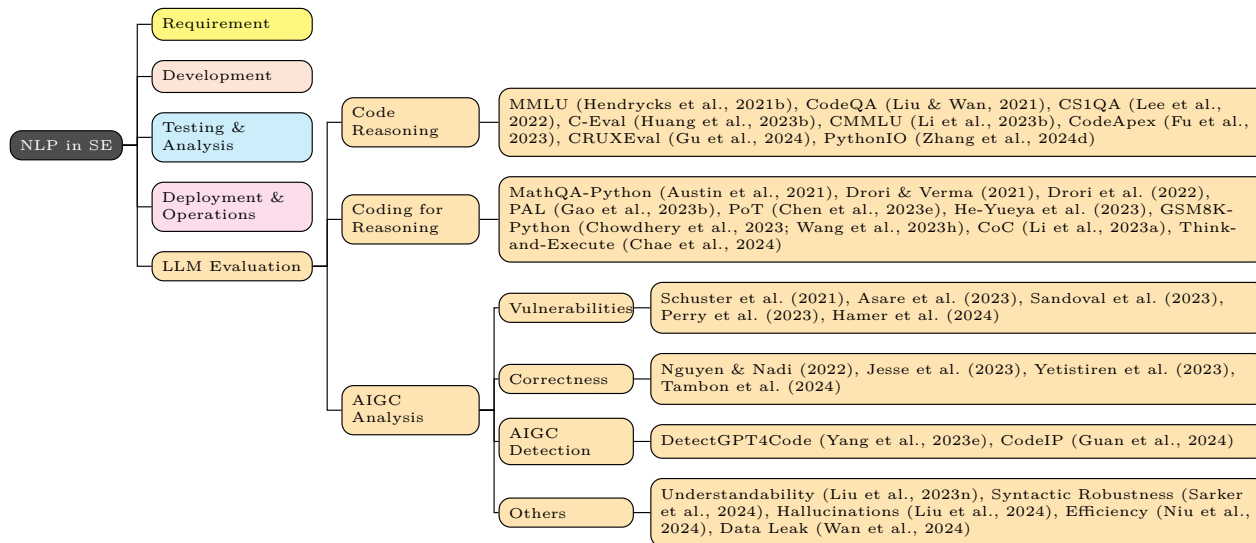 NLP in SE
Requirement
Development
Testing &
Analysis
Deployment &
Operations
LLM Evaluation
Code
Reasoning
MMLU (Hendrycks et al., 2021b), CodeQA (Liu & Wan, 2021), CS1QA (Lee et al.,
2022), C-Eval (Huang et al., 2023b), CMMLU (Li et al., 2023b), CodeApex (Fu et al.,
2023), CRUXEval (Gu et al., 2024), PythonIO (Zhang et al., 2024d)
Coding for
Reasoning
MathQA-Python (Austin et al., 2021), Drori & Verma (2021), Drori et al. (2022),
PAL (Gao et al., 2023b), PoT (Chen et al., 2023e), He-Yueya et al. (2023), GSM8K-
Python (Chowdhery et al., 2023; Wang et al., 2023h), CoC (Li et al., 2023a), Think-
and-Execute (Chae et al., 2024)
AIGC
Analysis
Vulnerabilities
Schuster et al. (2021), Asare et al. (2023), Sandoval et al. (2023),
Perry et al. (2023), Hamer et al. (2024)
Correctness
Nguyen & Nadi (2022), Jesse et al. (2023), Yetistiren et al. (2023),
Tambon et al. (2024)
AIGC
Detection
DetectGPT4Code (Yang et al., 2023e), CodeIP (Guan et al., 2024)
Others
Understandability (Liu et al., 2023n), Syntactic Robustness (Sarker
et al., 2024), Hallucinations (Liu et al., 2024), Efficiency (Niu et al.,
2024), Data Leak (Wan et al., 2024)